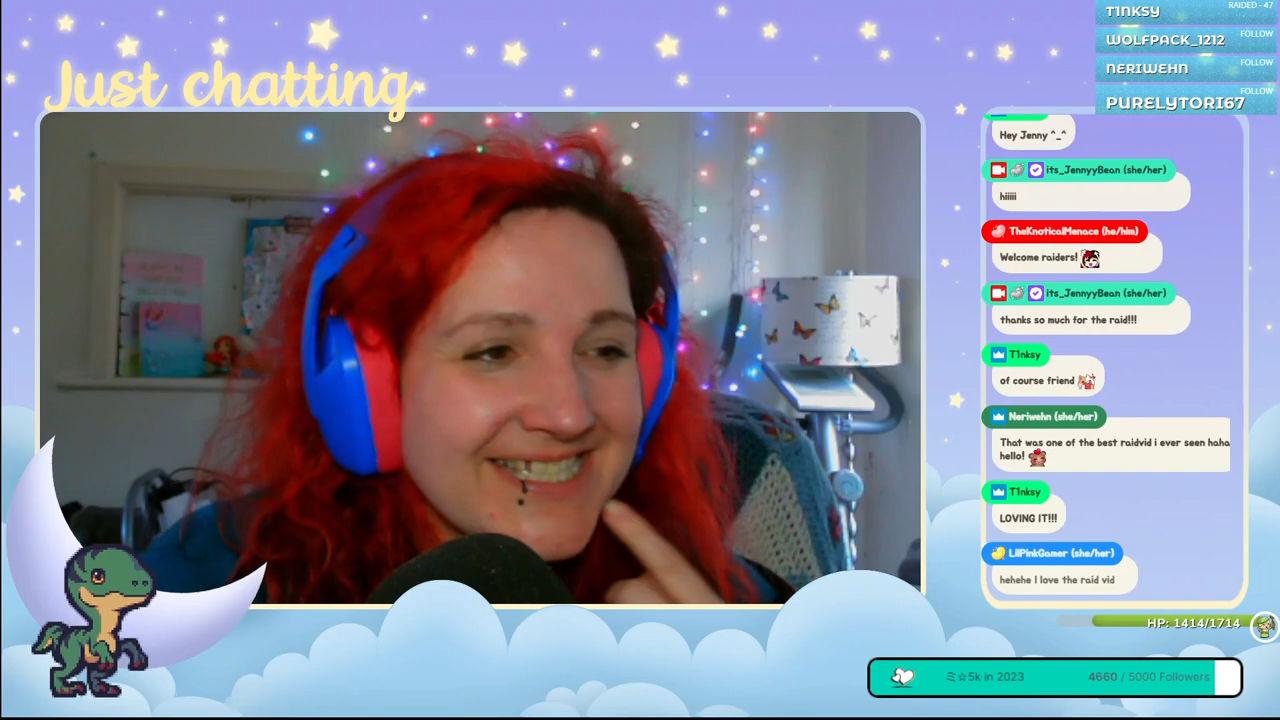 T1NKSY
RAIDED - 47
WOLFPACK_1212
FOLLOW
NERIWEHN
FOLLOW
PURELYTORI67
FOLLOW
Just chatting
Hey Jenny ^_^
its_JennyyBean (she/her)
hiiiii
TheKnoticalMenace (he/him)
Welcome raiders!
its_JennyyBean (she/her)
thanks so much for the raid!!!
T1nksy
of course friend
Neriwehn (she/her)
That was one of the best raidvid i ever seen haha
hello!
T1nksy
LOVING IT!!!
LilPinkGamer (she/her)
hehehe I love the raid vid
HP: 1414/1714
ミ☆5k in 2023
4660 / 5000 Followers